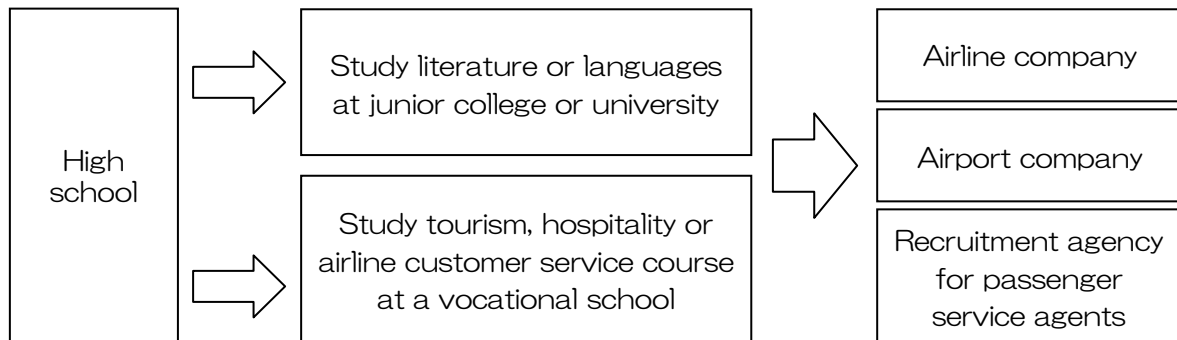 High
school
Study literature or languages
at junior college or university
Study tourism, hospitality or
airline customer service course
at a vocational school
Airline company
Airport company
Recruitment agency
for passenger
service agents